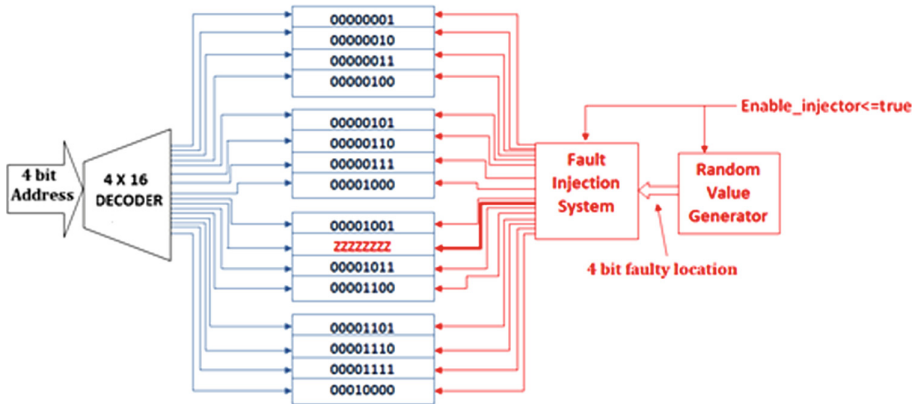 4 bit
Address
4 X 16
DECODER
00000001
00000010
00000011
00000100
00000101
00000110
00000111
00001000
00001001
ZZZZZZZZ
00001011
00001100
00001101
00001110
00001111
00010000
Fault
Injection
System
Enable_injector<=true
Random
Value
Generator
4 bit faulty location